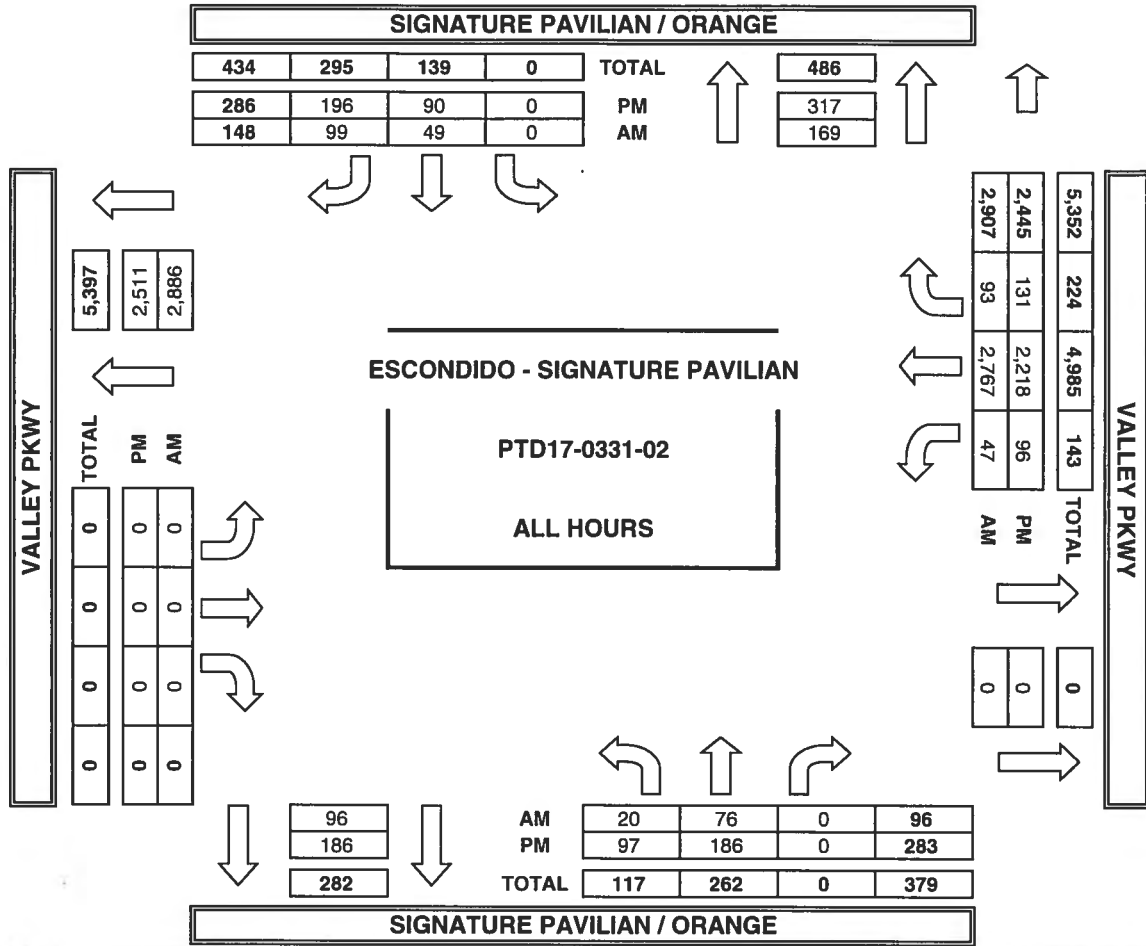 SIGNATURE PAVILIAN / ORANGE
434 295 139 0 TOTAL 486
286 196 90 0 PM 317
148 99 49 0 AM 169
VALLEY PKWY
5,397
2,511
2,886
TOTAL
PM
AM
0 0 0
0 0 0
0 0 0
0 0 0
ESCONDIDO - SIGNATURE PAVILIAN
PTD17-0331-02
ALL HOURS
5,352 224 4,985 143 TOTAL 0
2,445 131 2,218 96 PM 0
2,907 93 2,767 47 AM 0
VALLEY PKWY
96 AM 20 76 0 96
186 PM 97 186 0 283
282 TOTAL 117 262 0 379
SIGNATURE PAVILIAN / ORANGE